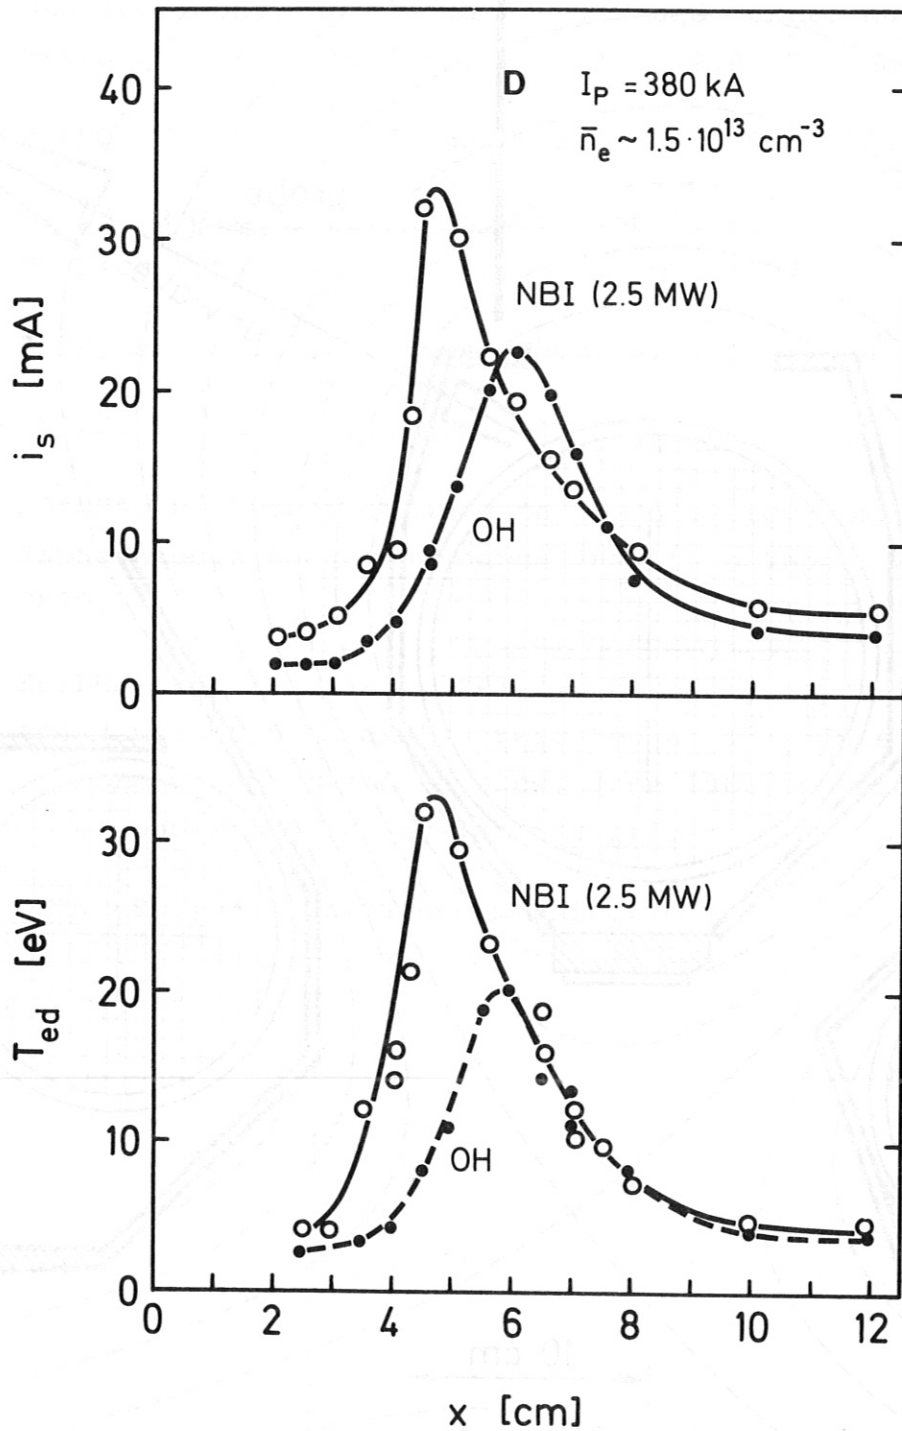 40
30
20
10
0
i_s [mA]
D I_P = 380 kA
n̄_e ~ 1.5·10¹³ cm⁻³
NBI (2.5 MW)
OH
30
20
10
0
T_ed [eV]
NBI (2.5 MW)
OH
0 2 4 6 8 10 12
x [cm]